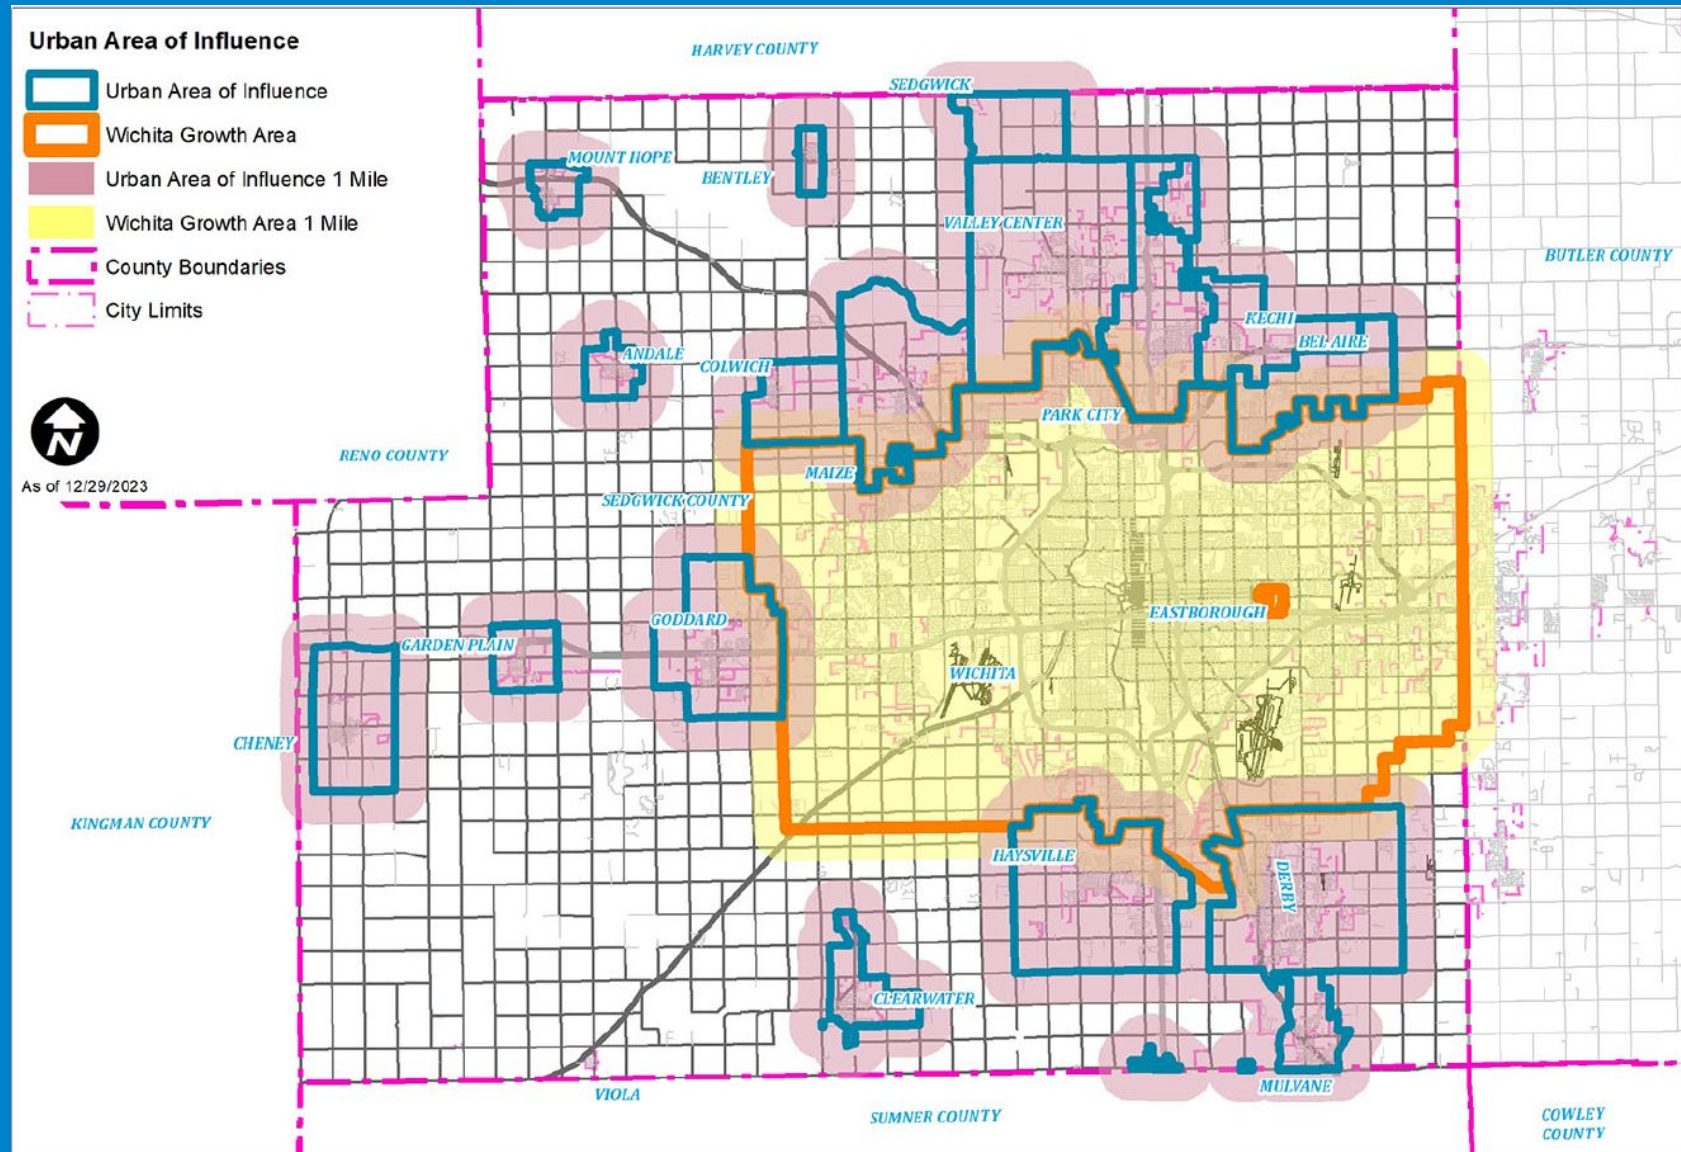 Urban Area of Influence
Urban Area of Influence
Wichita Growth Area
Urban Area of Influence 1 Mile
Wichita Growth Area 1 Mile
County Boundaries
City Limits
N
As of 12/29/2023
HARVEY COUNTY
SEDGWICK
MOUNT HOPE
BENTLEY
VALLEY CENTER
BUTLER COUNTY
KECHI
BEL AIRE
ANDALE
COLWICH
PARK CITY
RENO COUNTY
MAIZE
SEDGWICK COUNTY
EASTBOROUGH
GODDARD
GARDEN PLAIN
WICHITA
CHENEY
KINGMAN COUNTY
HAYSVILLE
DERBY
CLEARWATER
MULVANE
VIOLA
SUMNER COUNTY
COWLEY
COUNTY